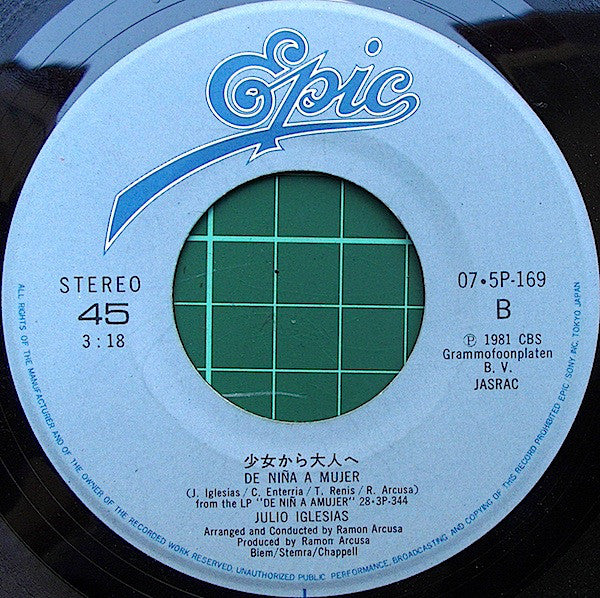 Epic
STEREO
45
3:18
07・5P-169
B
Ⓟ 1981 CBS
Grammofoonplaten
B. V.
JASRAC
少女から大人へ
DE NIÑA A MUJER
(J. Iglesias/C. Enterria/T. Renis/R. Arcusa)
from the LP "DE NIÑ A AMUJER" 28・3P-344
JULIO IGLESIAS
Arranged and Conducted by Ramon Arcusa
Produced by Ramon Arcusa
Biem/Stemra/Chappell
ALL RIGHTS OF THE MANUFACTURER AND OF THE OWNER OF THE RECORDED WORK RESERVED. UNAUTHORIZED PUBLIC PERFORMANCE, BROADCASTING AND COPYING OF THIS RECORD PROHIBITED EPIC. SONY INC. TOKYO JAPAN